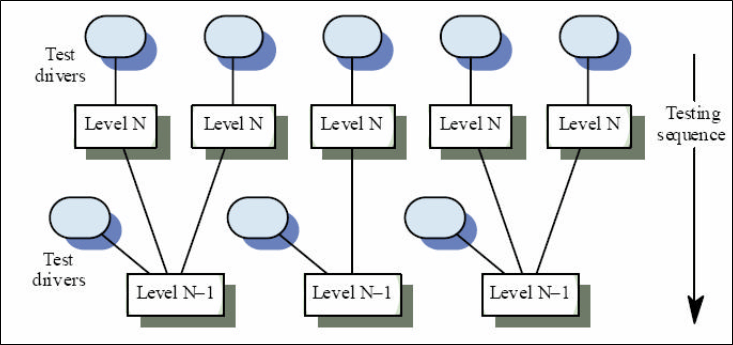 Test
drivers
Level N
Level N
Level N
Level N
Level N
Testing
sequence
Test
drivers
Level N–1
Level N–1
Level N–1